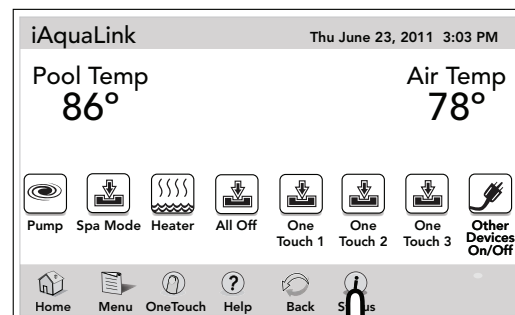 iAquaLink Thu June 23, 2011 3:03 PM
Pool Temp Air Temp
86° 78°
Pump Spa Mode Heater All Off One Touch 1 One Touch 2 One Touch 3 Other Devices On/Off
Home Menu OneTouch Help Back